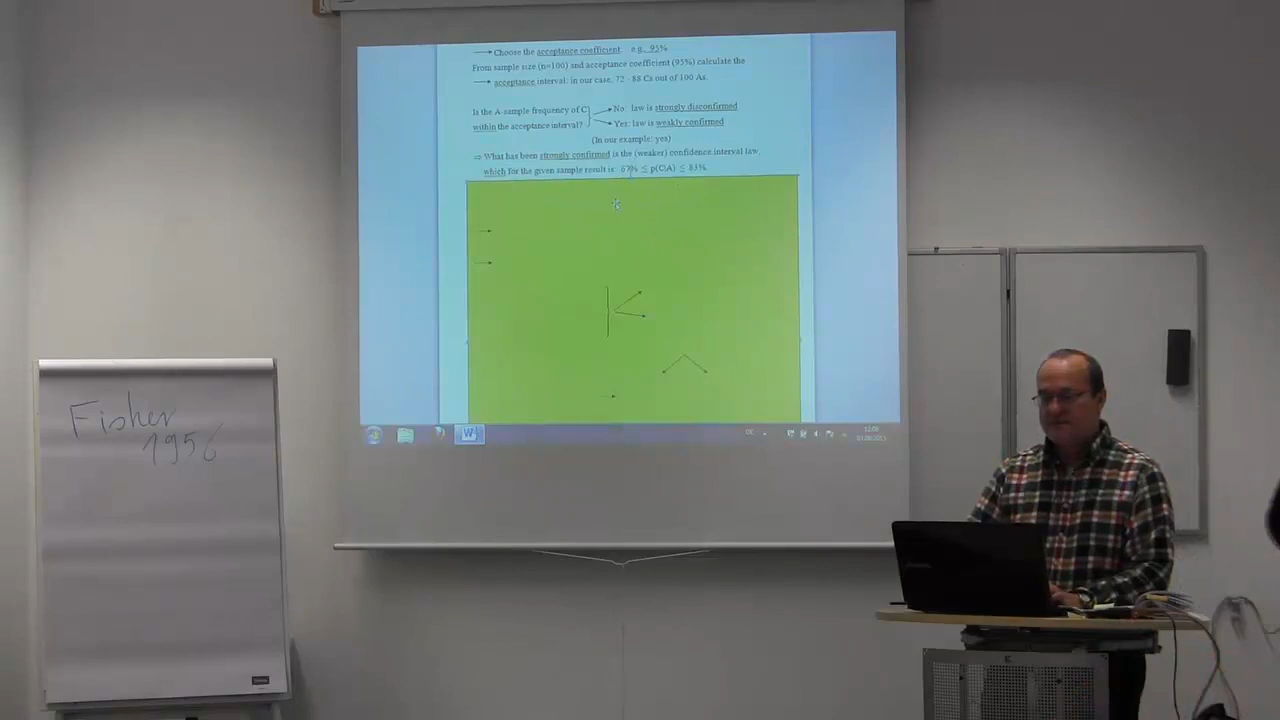 → Choose the acceptance coefficient: e.g., 95%
From sample size (n=100) and acceptance coefficient (95%) calculate the
→ acceptance interval: in our case, 72 - 88 Cs out of 100 As.
Is the A-sample frequency of C
within the acceptance interval?
No: law is strongly disconfirmed
Yes: law is weakly confirmed
(In our example: yes)
⇒ What has been strongly confirmed is the (weaker) confidence interval law
which for the given sample result is: 67% ≤ p(C|A) ≤ 83%.
Fisher
1956
W
DE